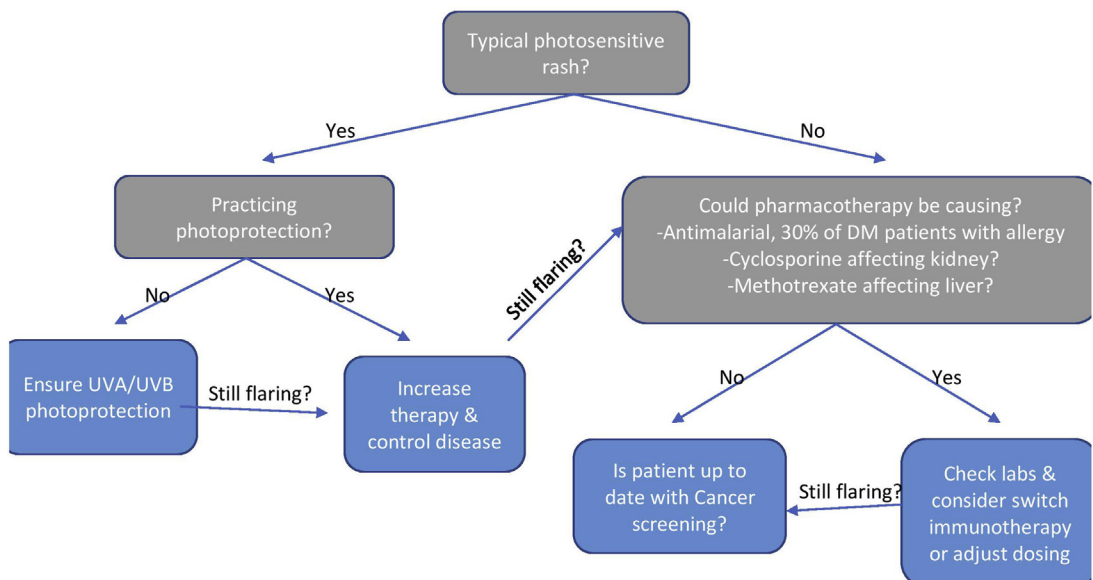 Typical photosensitive
rash?
Yes
No
Practicing
photoprotection?
Could pharmacotherapy be causing?
-Antimalarial, 30% of DM patients with allergy
-Cyclosporine affecting kidney?
-Methotrexate affecting liver?
No
Yes
Still flaring?
Ensure UVA/UVB
photoprotection
Still flaring?
Increase
therapy &
control disease
No
Yes
Is patient up to
date with Cancer
screening?
Still flaring?
Check labs &
consider switch
immunotherapy
or adjust dosing